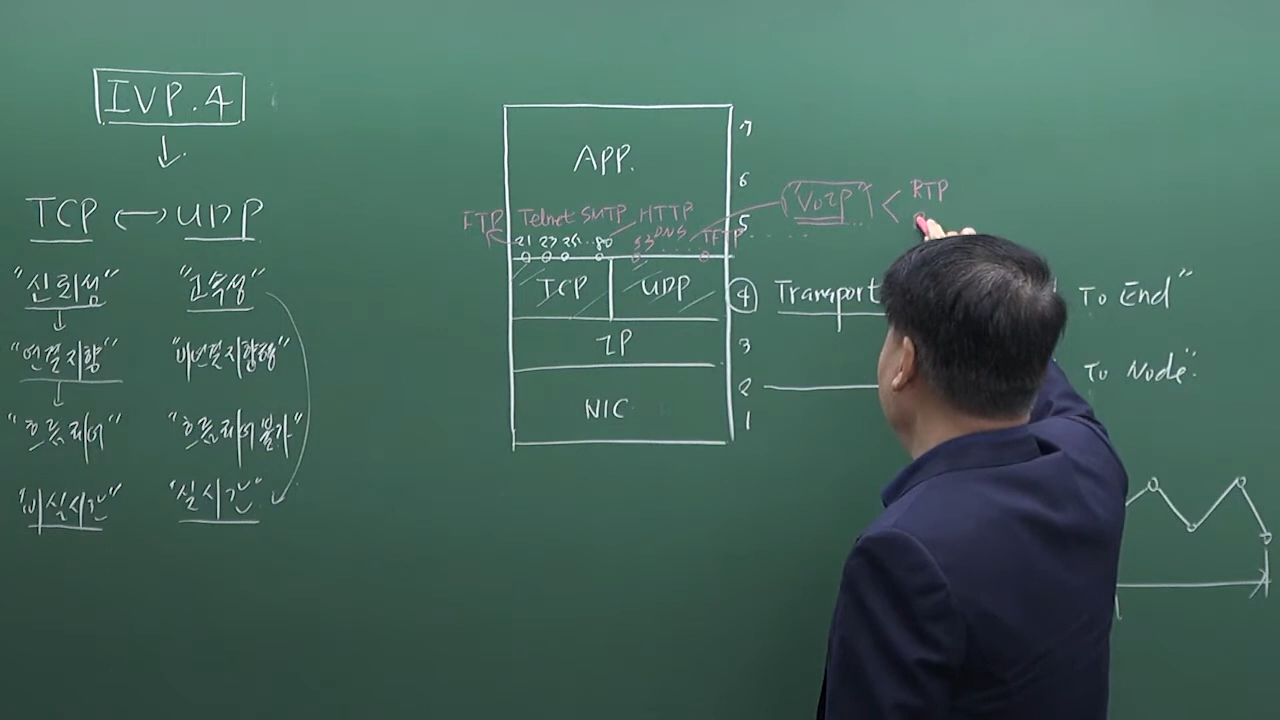 IVP.4
TCP ↔ UDP
"신뢰성" "고속성"
"연결지향" "비연결지향형"
"흐름제어" "흐름제어 불가"
"비실시간" "실시간"
7
APP.
6
RTP
"VoIP"
FTP Telnet SMTP HTTP
5
DNS
21 23 25... 80 53 ..... TFTP
TCP UDP ④ Transport To End"
IP 3
2 To Node"
NIC 1